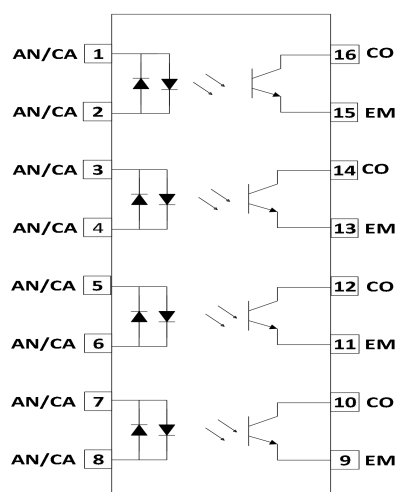 AN/CA 1 16 CO
AN/CA 2 15 EM
AN/CA 3 14 CO
AN/CA 4 13 EM
AN/CA 5 12 CO
AN/CA 6 11 EM
AN/CA 7 10 CO
AN/CA 8 9 EM